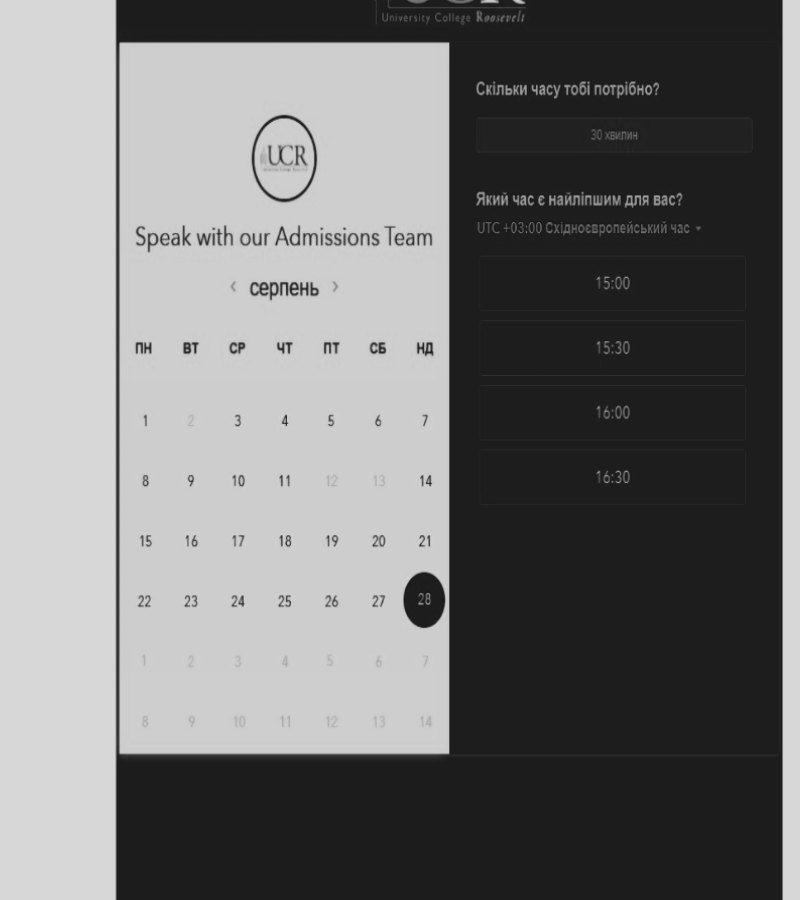 University College Roosevelt
UCR
Speak with our Admissions Team
‹ серпень ›
ПН ВТ СР ЧТ ПТ СБ НД
1 2 3 4 5 6 7
8 9 10 11 12 13 14
15 16 17 18 19 20 21
22 23 24 25 26 27 28
1 2 3 4 5 6 7
8 9 10 11 12 13 14
Скільки часу тобі потрібно?
30 хвилин
Який час є найліпшим для вас?
UTC +03:00 Східноєвропейський час
15:00
15:30
16:00
16:30